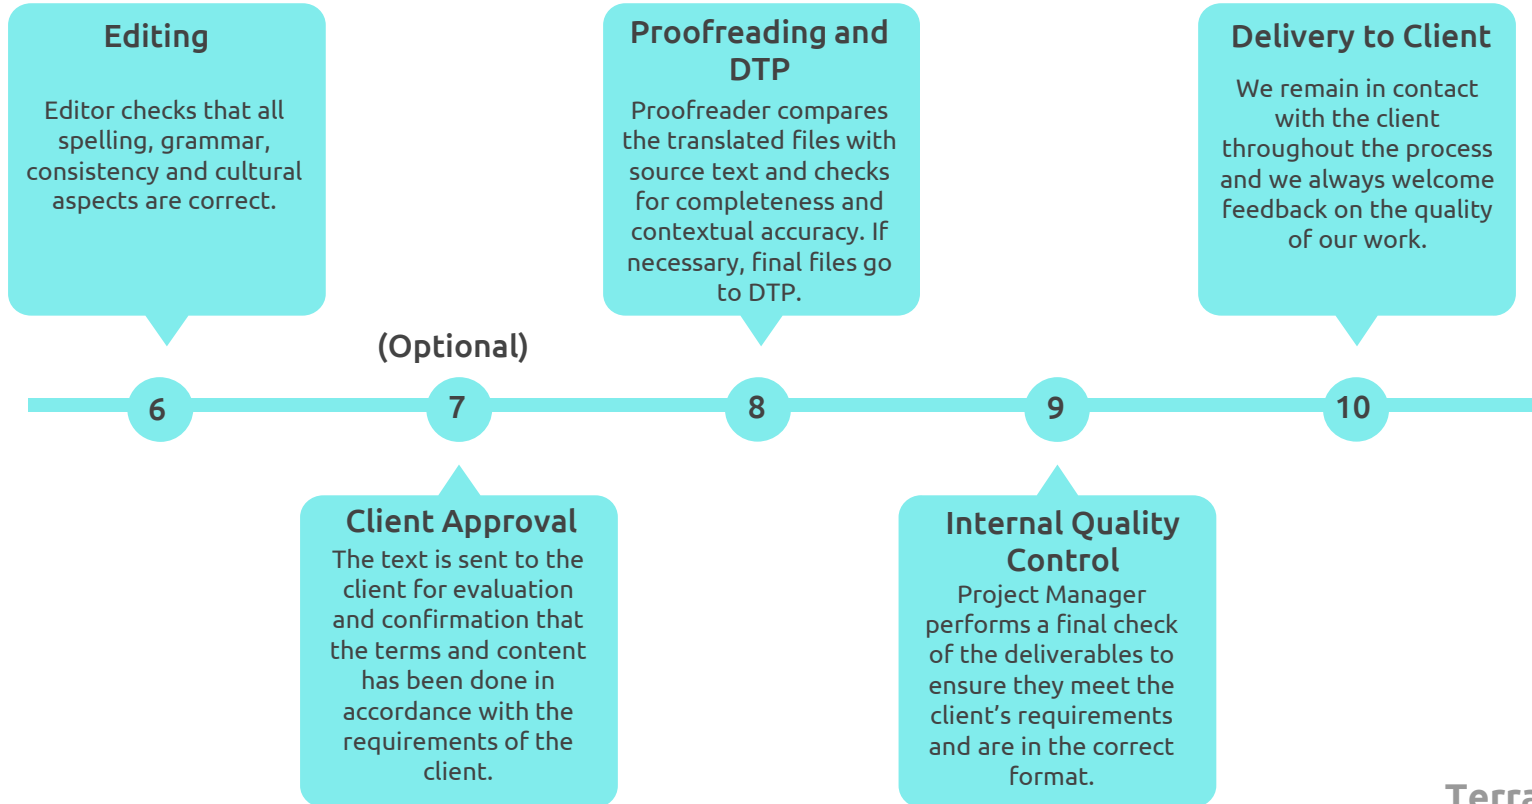 Editing
Editor checks that all
spelling, grammar,
consistency and cultural
aspects are correct.
Proofreading and
DTP
Proofreader compares
the translated files with
source text and checks
for completeness and
contextual accuracy. If
necessary, final files go
to DTP.
Delivery to Client
We remain in contact
with the client
throughout the process
and we always welcome
feedback on the quality
of our work.
(Optional)
6
7
8
9
10
Client Approval
The text is sent to the
client for evaluation
and confirmation that
the terms and content
has been done in
accordance with the
requirements of the
client.
Internal Quality
Control
Project Manager
performs a final check
of the deliverables to
ensure they meet the
client’s requirements
and are in the correct
format.
Terra